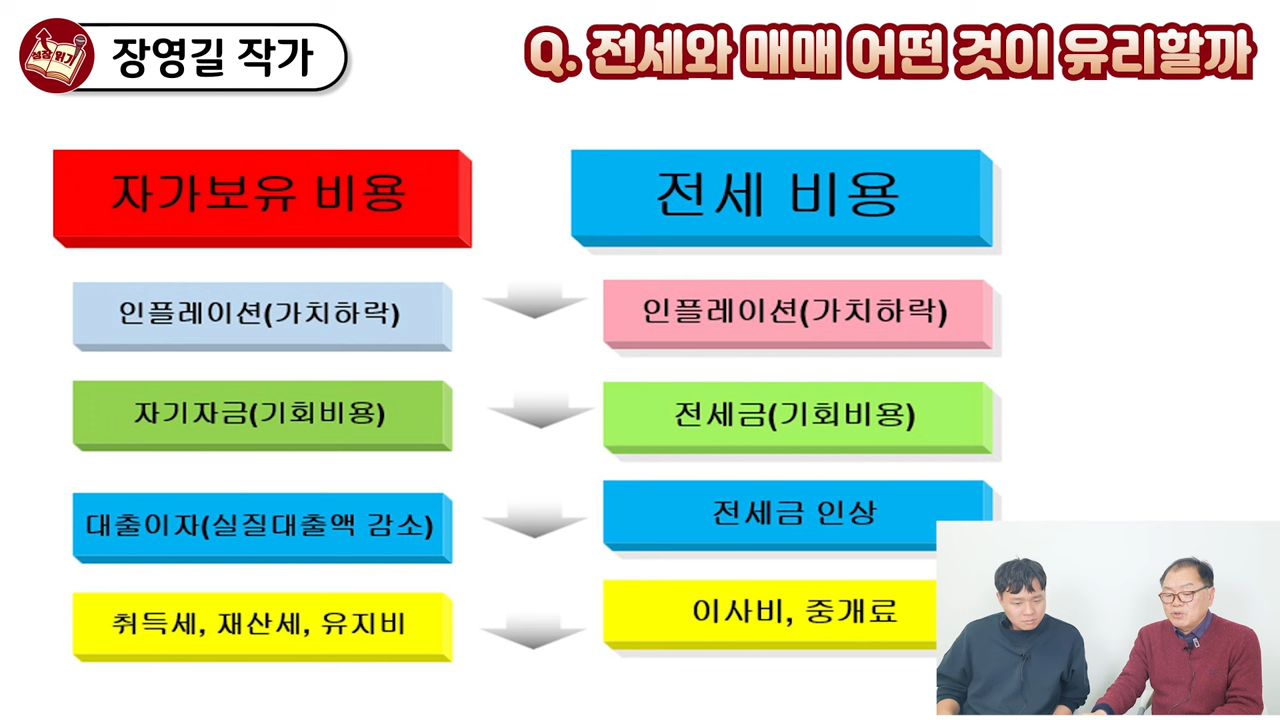 성장 읽기
장영길 작가
Q. 전세와 매매 어떤 것이 유리할까
자가보유 비용
인플레이션(가치하락)
자기자금(기회비용)
대출이자(실질대출액 감소)
취득세, 재산세, 유지비
전세 비용
인플레이션(가치하락)
전세금(기회비용)
전세금 인상
이사비, 중개료